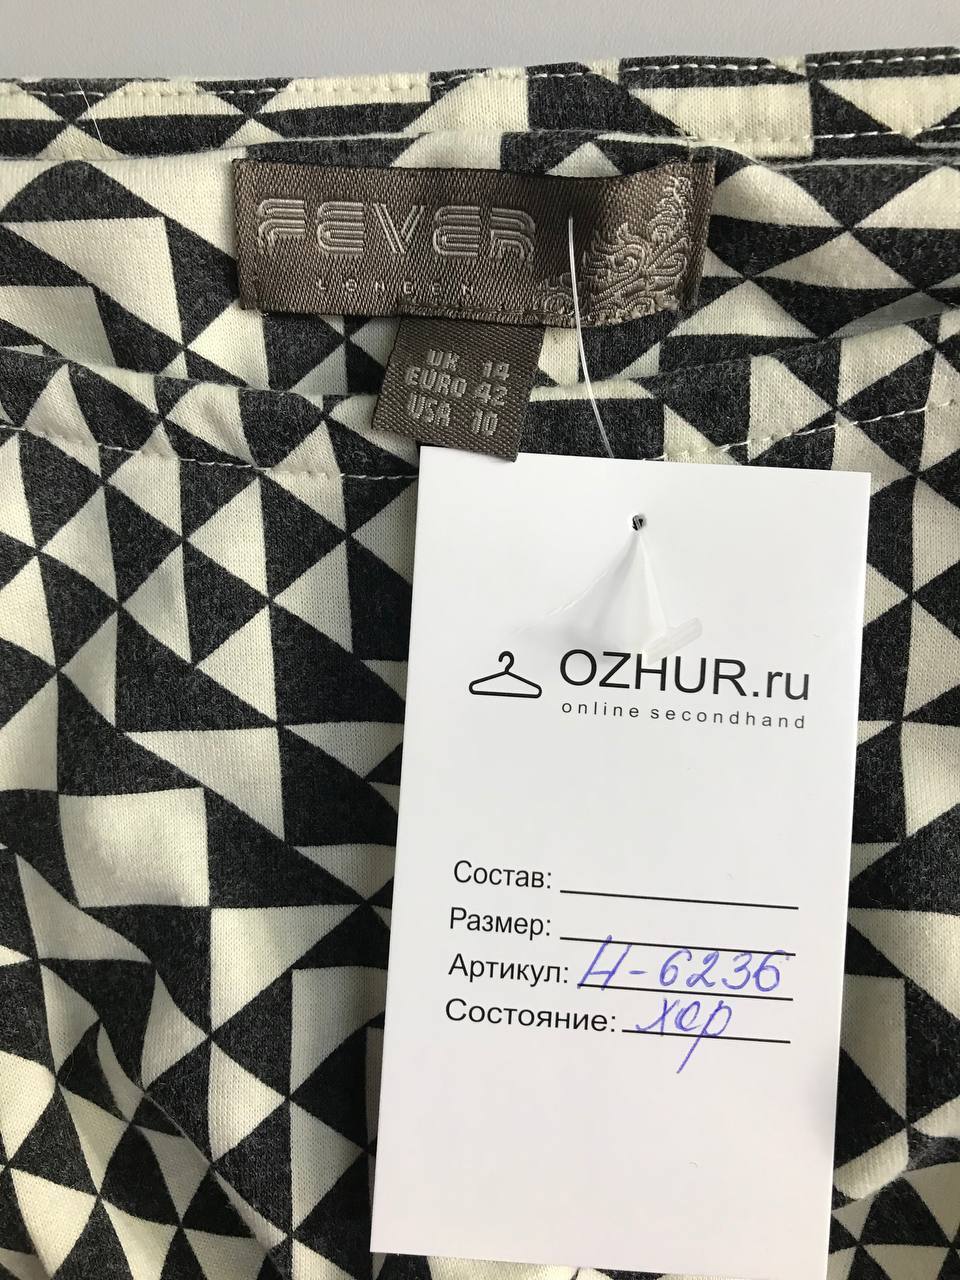 FEVER
LONDON
UK 14
EURO 42
USA 10
OZHUR.ru
online secondhand
Состав:
Размер:
Артикул: Н-6236
Состояние: хор